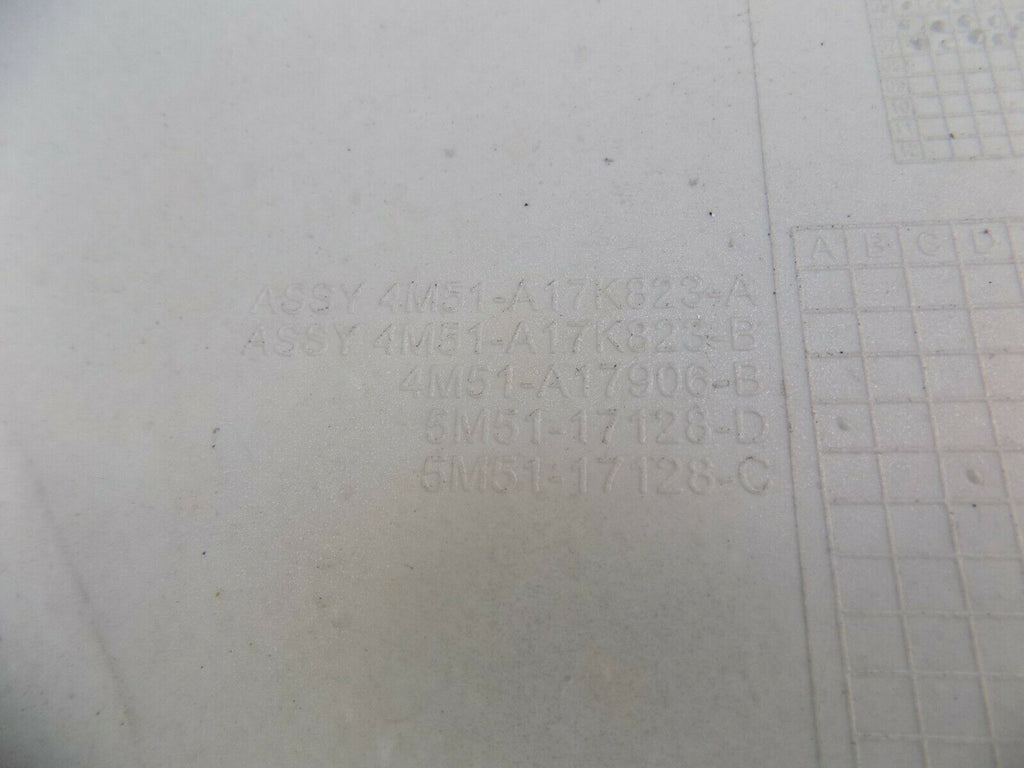 ASSY 4M51-A17K823-A
ASSY 4M51-A17K823-B
4M51-A17906-B
5M51-17128-D
5M51-17128-C
A B C D